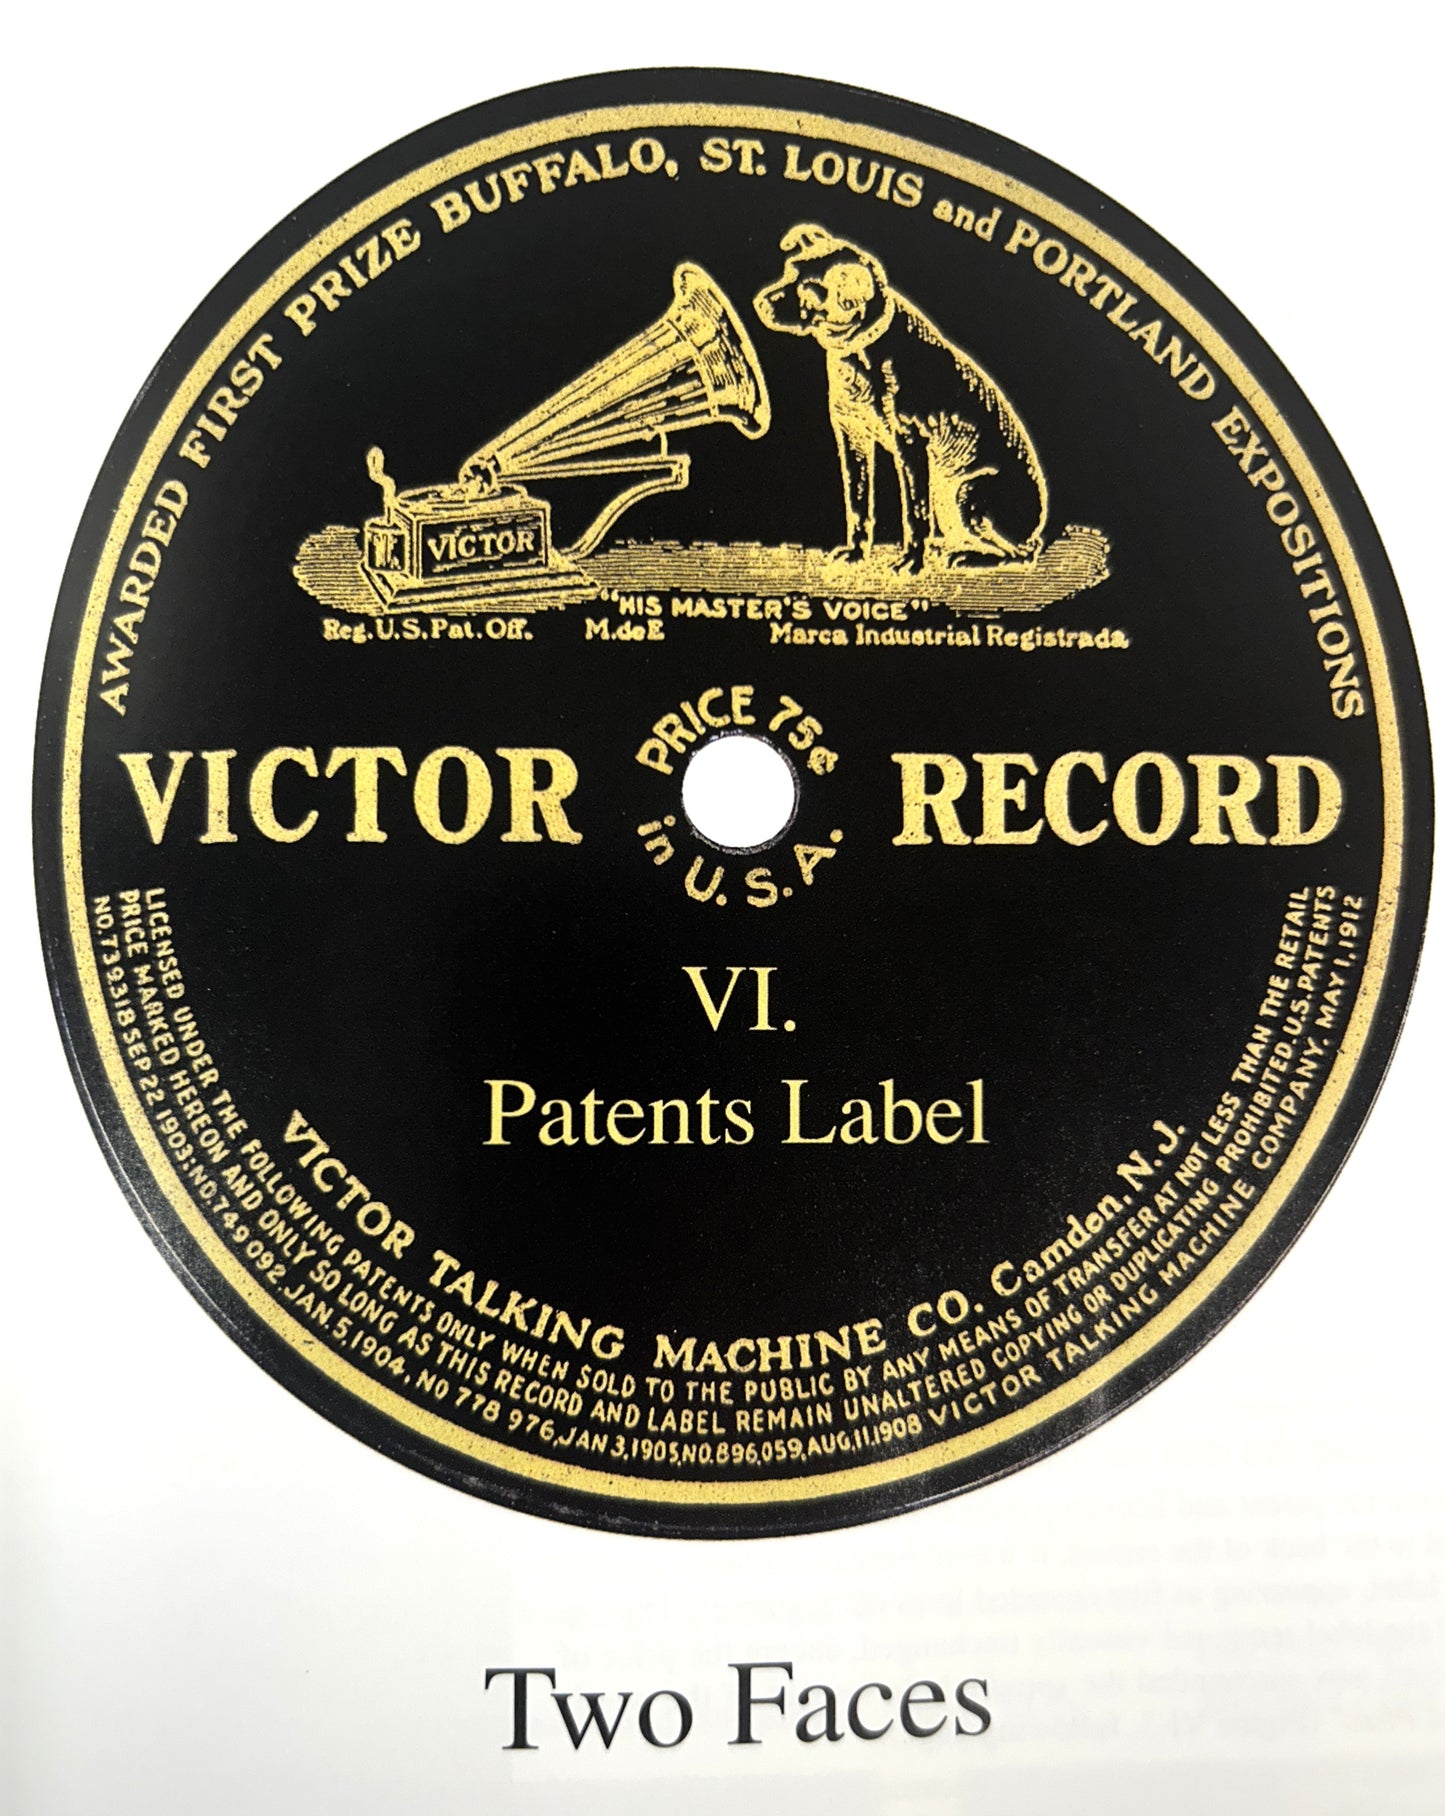 AWARDED FIRST PRIZE BUFFALO, ST. LOUIS and PORTLAND EXPOSITIONS
VICTOR
"HIS MASTER'S VOICE"
Reg. U.S. Pat. Off. M. de E Marca Industrial Registrada
PRICE 75¢
VICTOR RECORD
in U.S.A.
VI.
Patents Label
VICTOR TALKING MACHINE CO. Camden, N.J.
LICENSED UNDER THE FOLLOWING PATENTS ONLY WHEN SOLD TO THE PUBLIC BY ANY MEANS OF TRANSFER AT NOT LESS THAN THE RETAIL
PRICE MARKED HEREON AND ONLY SO LONG AS THIS RECORD AND LABEL REMAIN UNALTERED COPYING OR DUPLICATING PROHIBITED. U.S. PATENTS
NO. 739,318 SEP 22 1903; NO. 749 092, JAN. 5, 1904, NO 778 976, JAN 3, 1905, NO. 896,059, AUG, 11, 1908 VICTOR TALKING MACHINE COMPANY. MAY 1, 1912
Two Faces